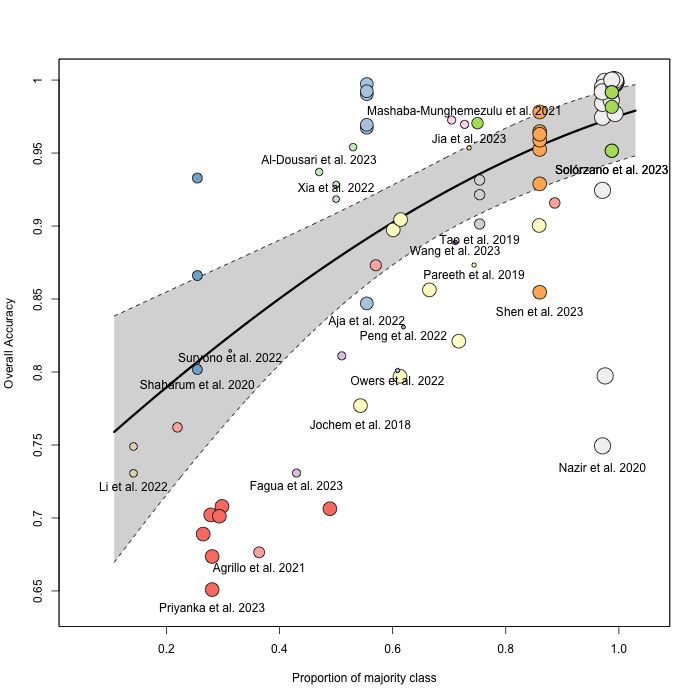 1
0.95
0.9
0.85
0.8
0.75
0.7
0.65
Overall Accuracy
Mashaba-Munghemezulu et al. 2021
Jia et al. 2023
Al-Dousari et al. 2023
Solórzano et al. 2023
Xia et al. 2022
Tao et al. 2019
Wang et al. 2023
Pareeth et al. 2019
Shen et al. 2023
Aja et al. 2022
Peng et al. 2022
Suryono et al. 2022
Owers et al. 2022
Shaharum et al. 2020
Jochem et al. 2018
Nazir et al. 2020
Li et al. 2022
Fagua et al. 2023
Agrillo et al. 2021
Priyanka et al. 2023
0.2
0.4
0.6
0.8
1.0
Proportion of majority class